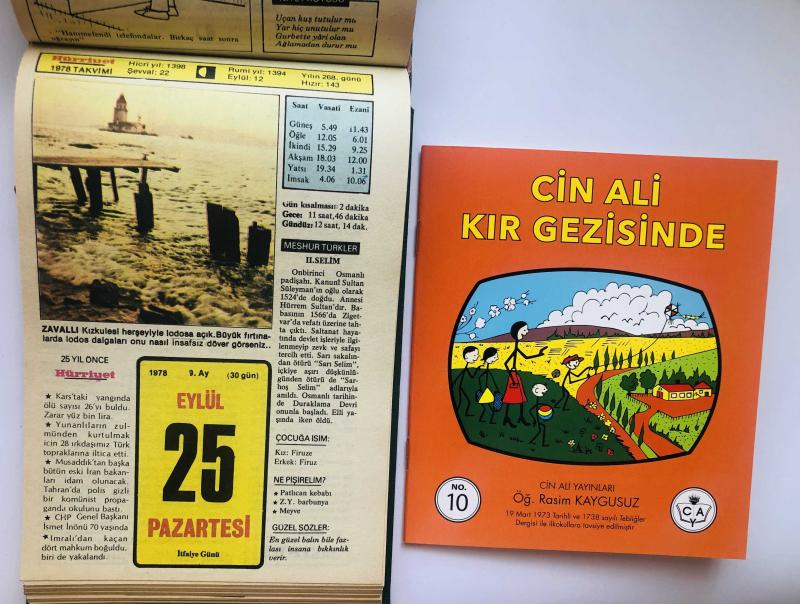 ..."Hanımefendi telefondalar. Birkaç saat sonra
Uçan kuş tutulur mu
Yar hiç unutulur mu
Gurbette yâri olan
Ağlamadan durur mu
Hürriyet
1978 TAKVİMİ
Hicri yıl: 1398
Şevval: 22
Rumi yıl: 1394
Eylül: 12
Yılın 268. günü
Hızır: 143
Saat Vasati Ezani
Güneş 5.49 11.43
Öğle 12.05 6.01
İkindi 15.29 9.25
Akşam 18.03 12.00
Yatsı 19.34 1.31
İmsak 4.06 10.06
Gün kısalması: 2 dakika
Gece: 11 saat, 46 dakika
Gündüz: 12 saat, 14 dak.
MEŞHUR TÜRKLER
II.SELİM
Onbirinci Osmanlı
padişahı. Kanunî Sultan
Süleyman'ın oğlu olarak
1524'de doğdu. Annesi
Hürrem Sultan'dır. Ba-
basının 1566'da Ziget-
var'da vefatı üzerine tah-
ta çıktı. Saltanat haya-
tında devlet işleriyle ilgi-
lenmeyip zevk ve safayı
tercih etti. Sarı sakalın-
dan ötürü "Sarı Selim",
içkiye aşırı düşkünlü-
ğünden ötürü de "Sar-
hoş Selim" adlarıyla
anıldı. Osmanlı tarihin-
de Duraklama Devri
onunla başladı. Elli ya-
şında iken öldü.
ÇOCUĞA İSİM:
Kız: Firuze
Erkek: Firuz
NE PİŞİRELİM?
★ Patlıcan kebabı
★ Z.Y. barbunya
★ Meyve
GÜZEL SÖZLER:
En güzel balın bile faz-
lası insana bıkkınlık
verir.
ZAVALLI Kızkulesi herşeyiyle lodosa açık.Büyük fırtına-
larda lodos dalgaları onu nasıl insafsız döver görseniz..
25 YIL ÖNCE
Hürriyet
★ Kars'taki yangında
ölü sayısı 26'yı buldu.
Zarar yüz bin lira.
★ Yunanlıların zul-
münden kurtulmak
için 28 ırkdaşımız Türk
topraklarına iltica etti.
★ Musaddık'tan başka
bütün eski İran bakan-
ları idam olunacak.
Tahran'da polis gizli
bir komünist propa-
ganda okulunu bastı.
★ CHP Genel Başkanı
İsmet İnönü 70 yaşında
★ İmralı'dan kaçan
dört mahkum boğuldu,
biri de yakalandı.
1978 9. Ay (30 gün)
EYLÜL
25
PAZARTESİ
İtfaiye Günü
CİN ALİ
KIR GEZİSİNDE
NO.
10
CİN ALİ YAYINLARI
Öğ. Rasim KAYGUSUZ
19 Mart 1973 Tarihli ve 1738 sayılı Tebliğler
Dergisi ile ilkokullara tavsiye edilmiştir
C A
Y